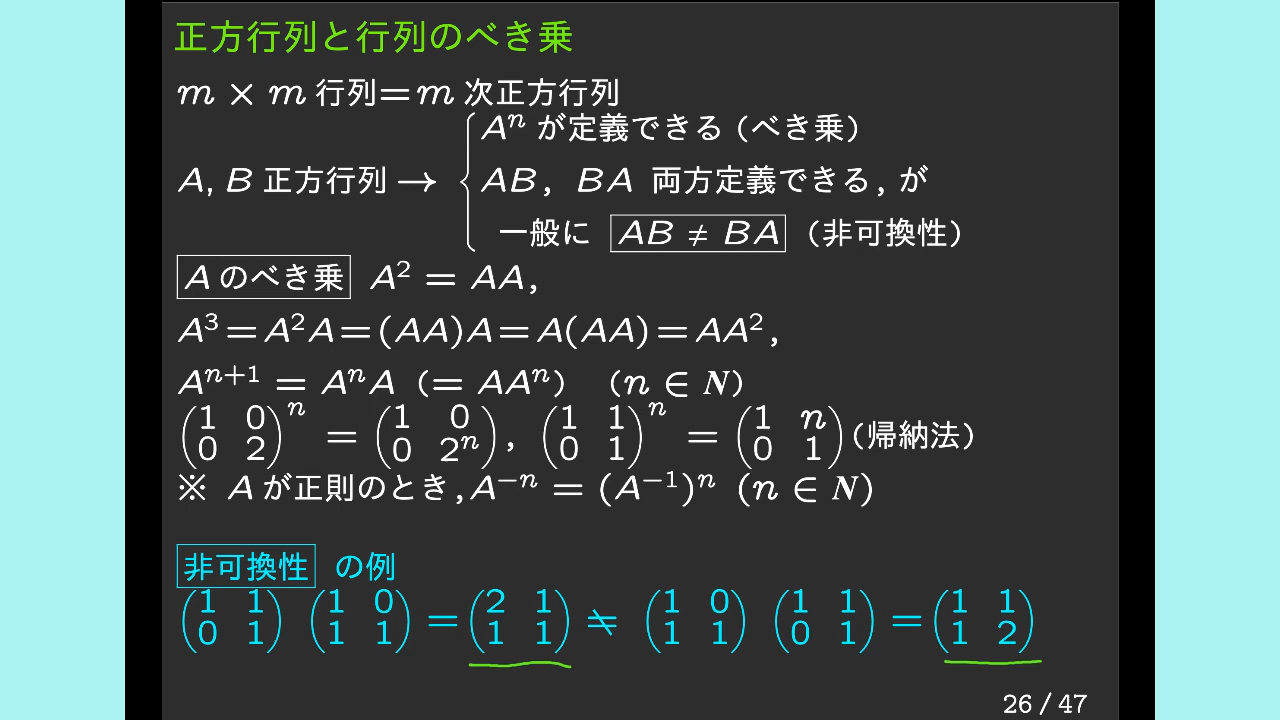 正方行列と行列のべき乗
m × m 行列=m 次正方行列
Aⁿ が定義できる（べき乗）
A, B 正方行列 → { AB, BA 両方定義できる, が
一般に AB ≠ BA （非可換性）
A のべき乗 A² = AA,
A³ = A²A = (AA)A = A(AA) = AA²,
Aⁿ⁺¹ = AⁿA (= AAⁿ) (n ∈ N)
(1 0; 0 2)ⁿ = (1 0; 0 2ⁿ), (1 1; 0 1)ⁿ = (1 n; 0 1)(帰納法)
※ A が正則のとき, A⁻ⁿ = (A⁻¹)ⁿ (n ∈ N)
非可換性 の例
(1 1; 0 1) (1 0; 1 1) = (2 1; 1 1) ≠ (1 0; 1 1) (1 1; 0 1) = (1 1; 1 2)
26 / 47